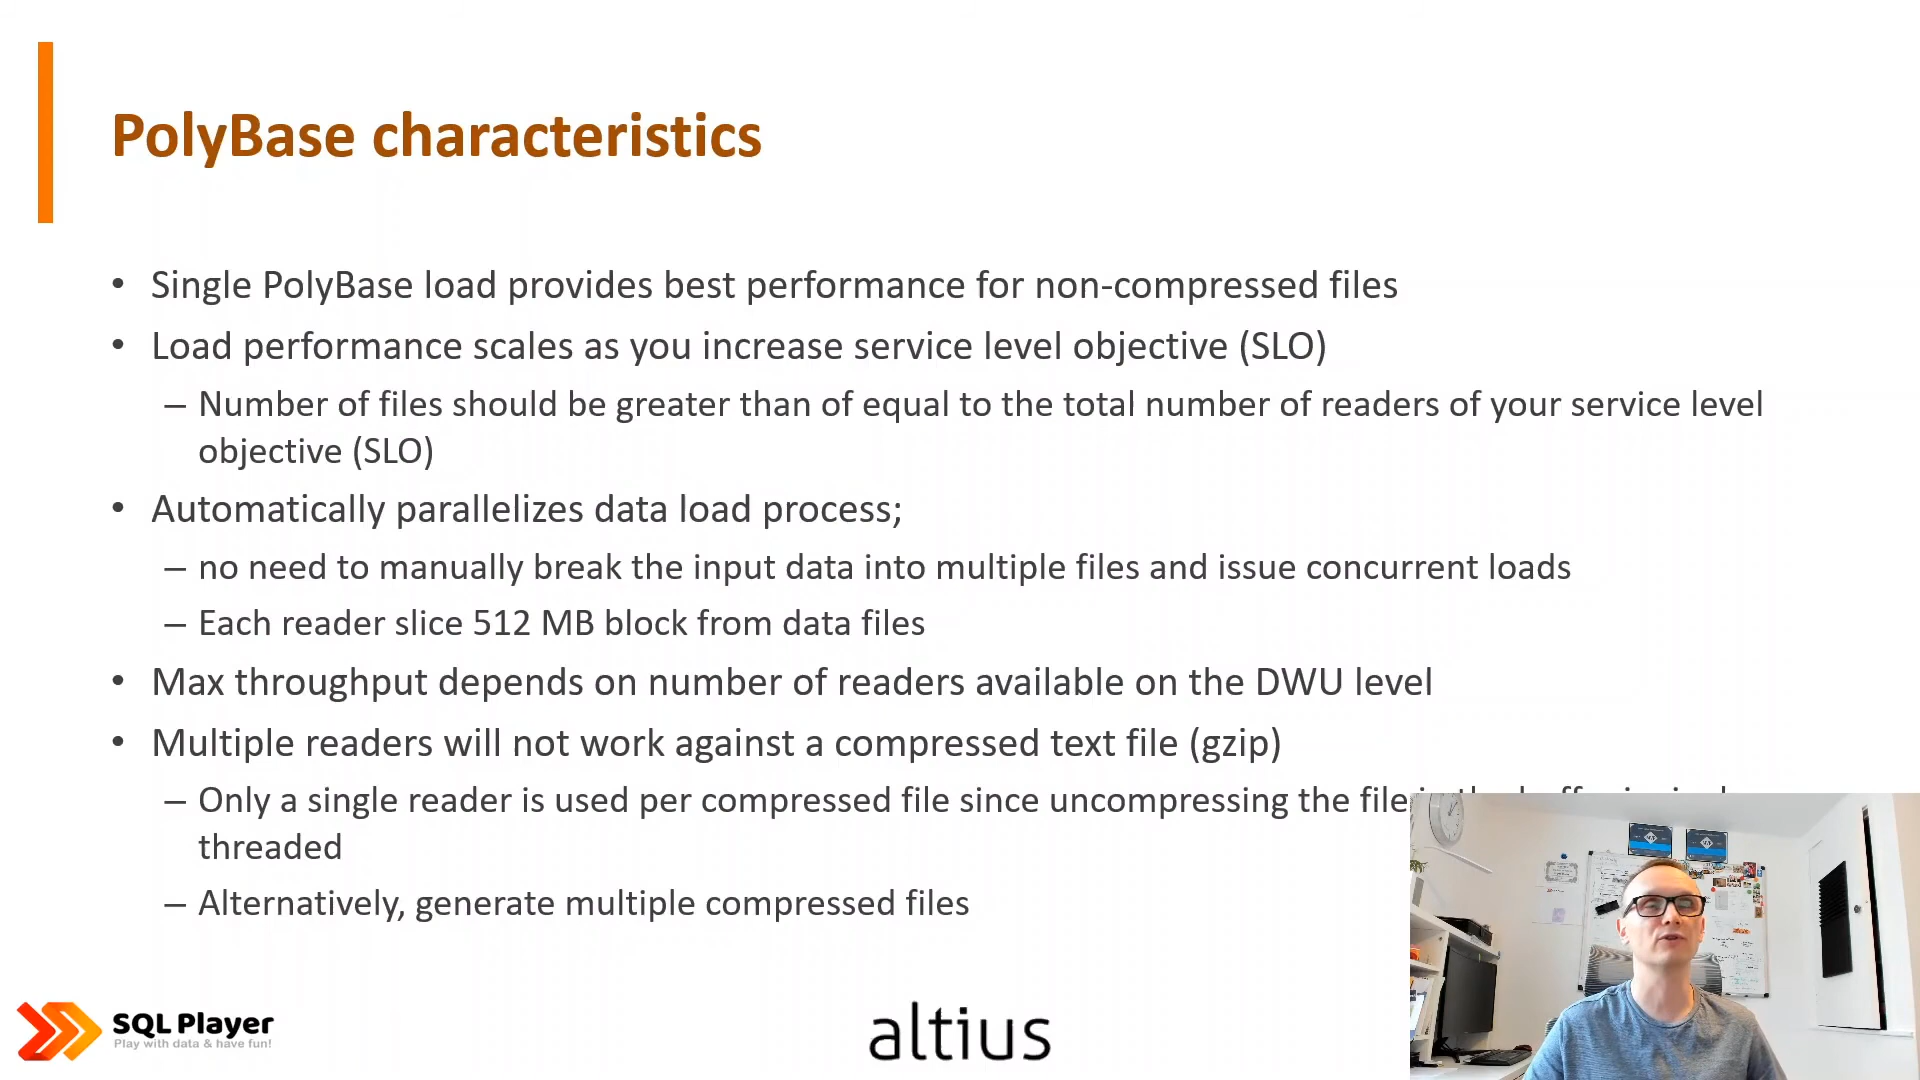 PolyBase characteristics
• Single PolyBase load provides best performance for non-compressed files
• Load performance scales as you increase service level objective (SLO)
– Number of files should be greater than of equal to the total number of readers of your service level
objective (SLO)
• Automatically parallelizes data load process;
– no need to manually break the input data into multiple files and issue concurrent loads
– Each reader slice 512 MB block from data files
• Max throughput depends on number of readers available on the DWU level
• Multiple readers will not work against a compressed text file (gzip)
– Only a single reader is used per compressed file since uncompressing the file
threaded
– Alternatively, generate multiple compressed files
SQL Player
Play with data & have fun!
altius